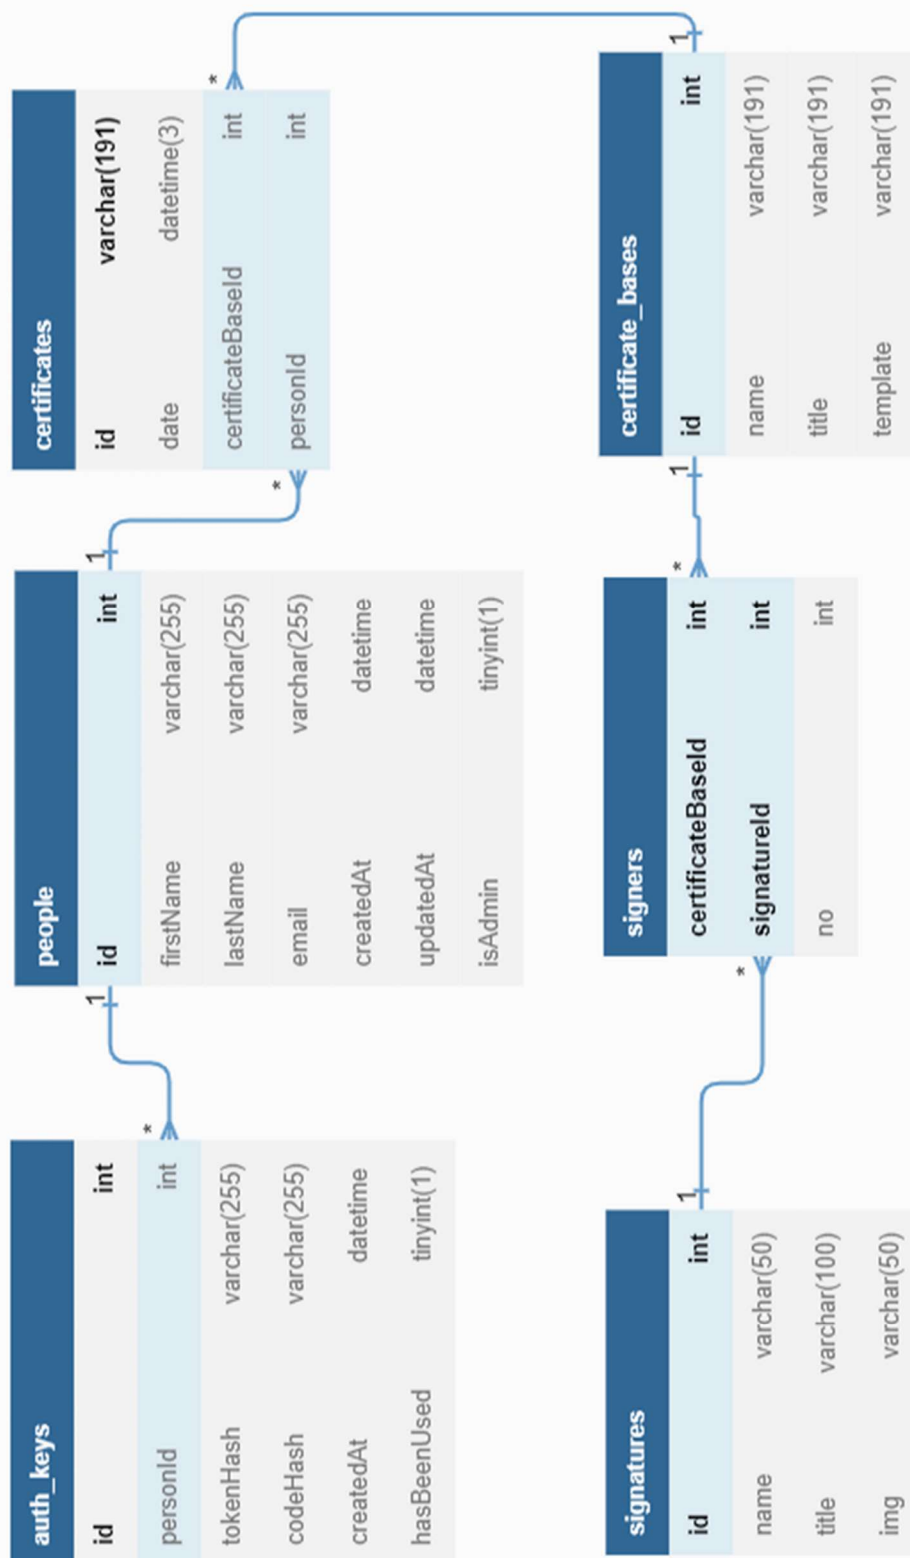 auth_keys
id int
personId int
tokenHash varchar(255)
codeHash varchar(255)
createdAt datetime
hasBeenUsed tinyint(1)
*
1
people
id int
firstName varchar(255)
lastName varchar(255)
email varchar(255)
createdAt datetime
updatedAt datetime
isAdmin tinyint(1)
1
*
certificates
id varchar(191)
date datetime(3)
certificateBaseId int
personId int
*
signatures
id int
name varchar(50)
title varchar(100)
img varchar(50)
1
*
signers
certificateBaseId int
signatureId int
no int
*
1
certificate_bases
id int
name varchar(191)
title varchar(191)
template varchar(191)
1